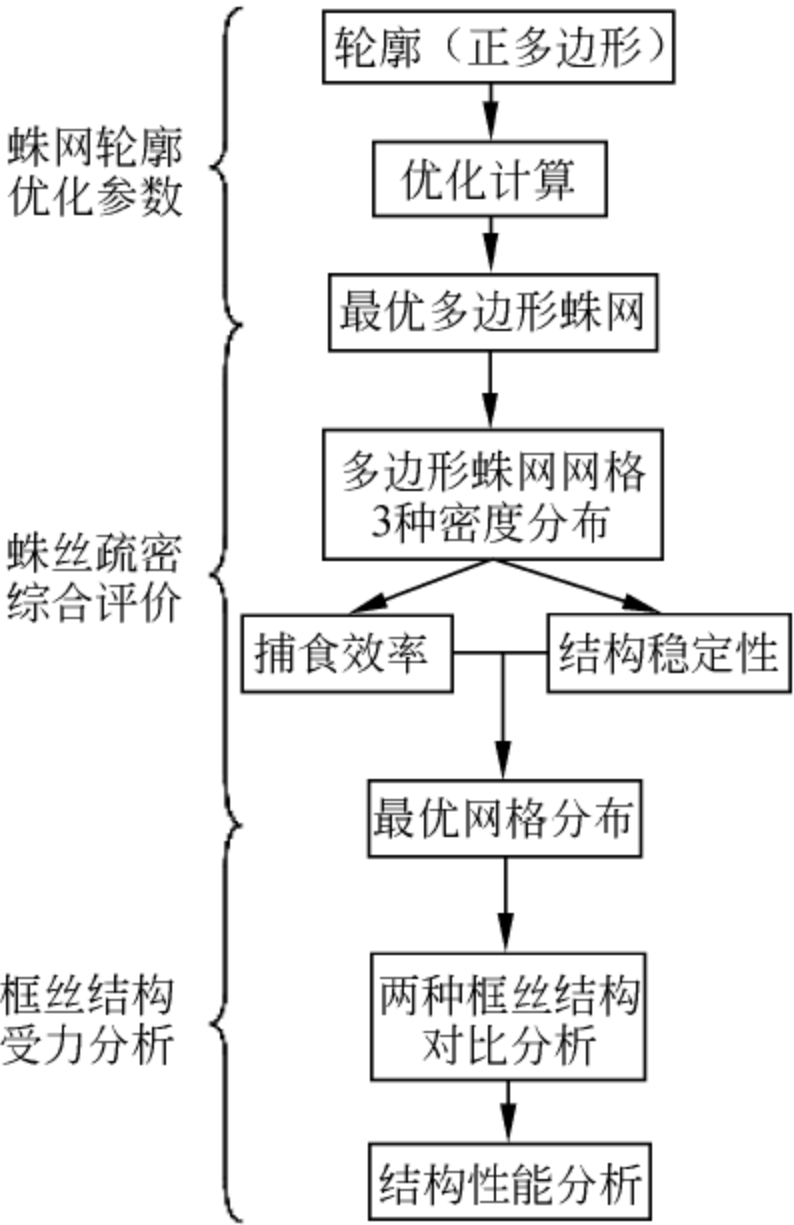 轮廓（正多边形）
蛛网轮廓
优化参数
优化计算
最优多边形蛛网
多边形蛛网网格
3种密度分布
蛛丝疏密
综合评价
捕食效率
结构稳定性
最优网格分布
框丝结构
受力分析
两种框丝结构
对比分析
结构性能分析